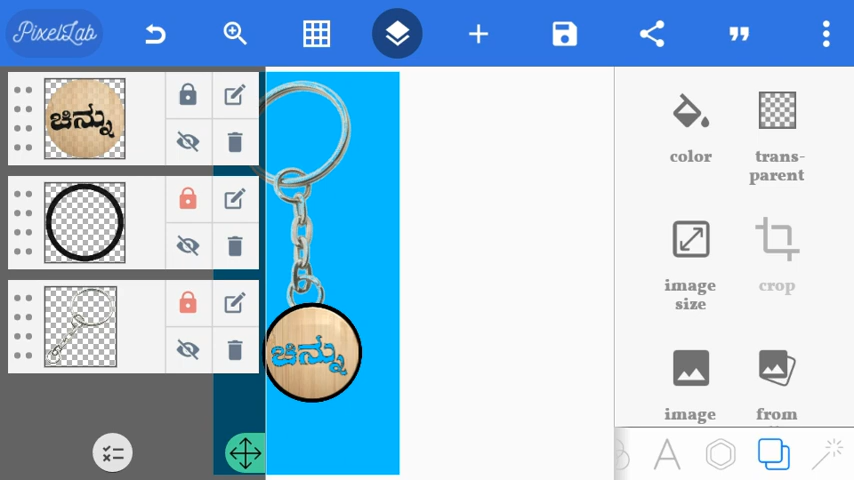 PixelLab
ಚಿನ್ನು
ಚಿನ್ನು
color
trans-
parent
image
size
crop
image
from